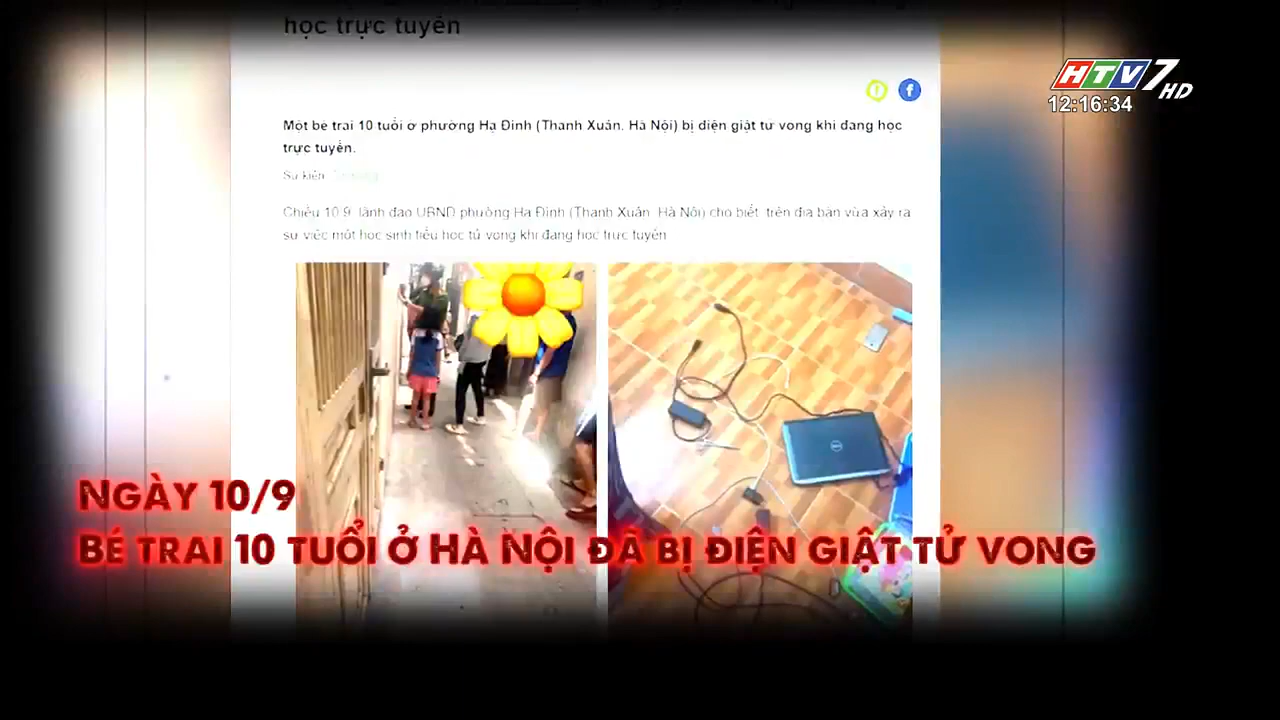 học trực tuyến
HTV7 HD
12:16:34
Một bé trai 10 tuổi ở phường Hạ Đình (Thanh Xuân, Hà Nội) bị điện giật tử vong khi đang học
trực tuyến.
Sự kiện:
Chiều 10.9, lãnh đạo UBND phường Hạ Đình (Thanh Xuân, Hà Nội) cho biết, trên địa bàn vừa xảy ra
sự việc một học sinh tiểu học tử vong khi đang học trực tuyến
NGÀY 10/9
BÉ TRAI 10 TUỔI Ở HÀ NỘI ĐÃ BỊ ĐIỆN GIẬT TỬ VONG